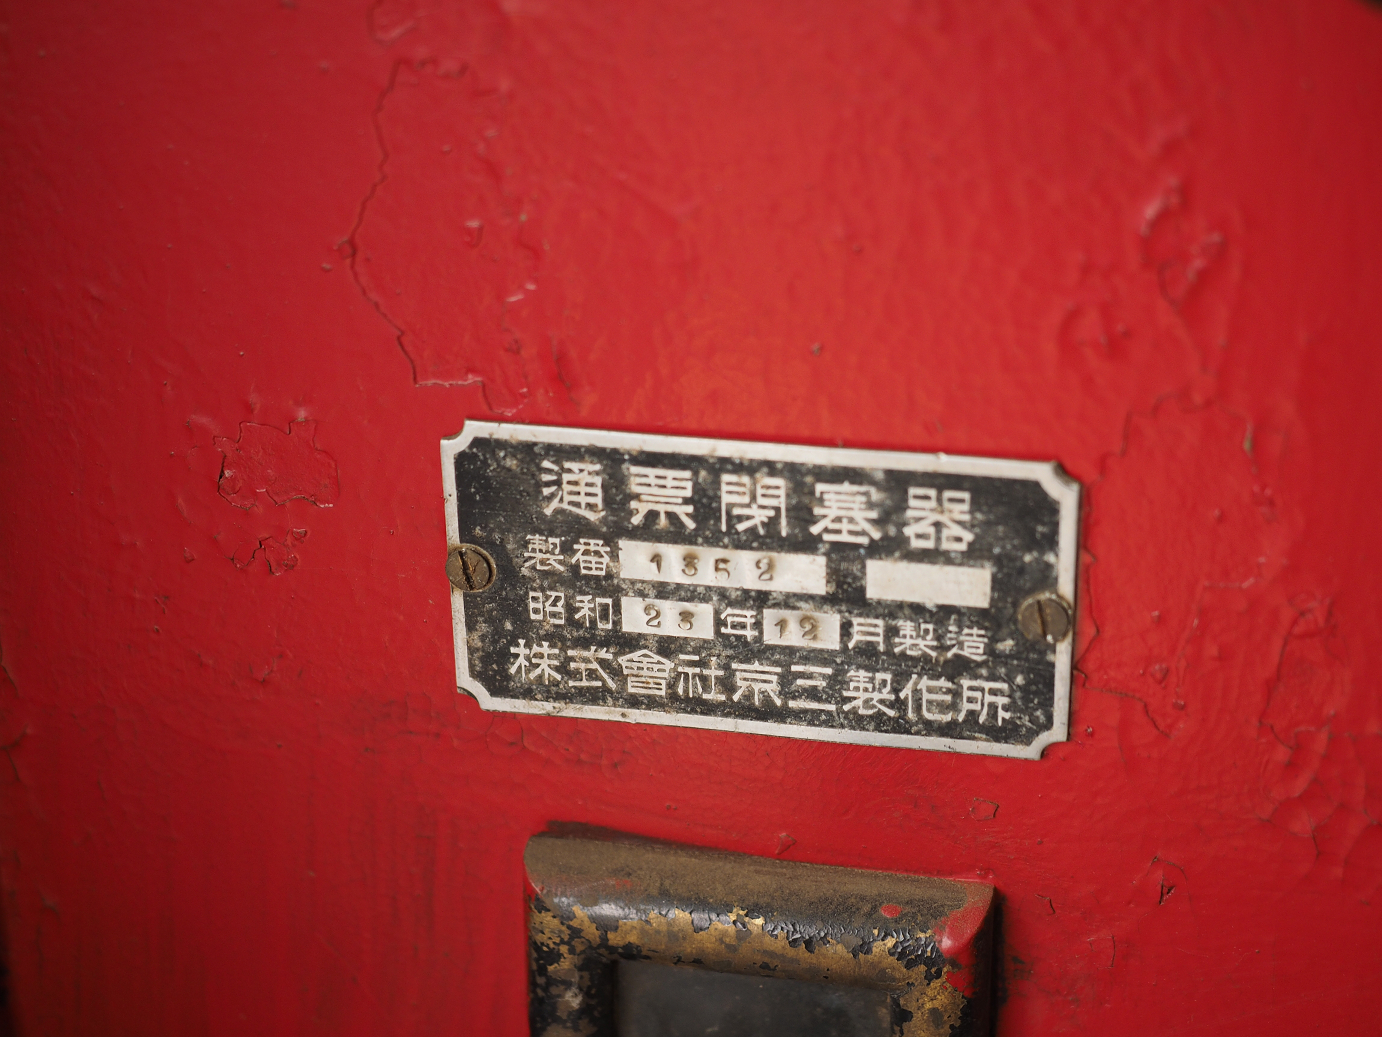 通票閉塞器
製番 1352
昭和 23 年 12 月製造
株式會社京三製作所